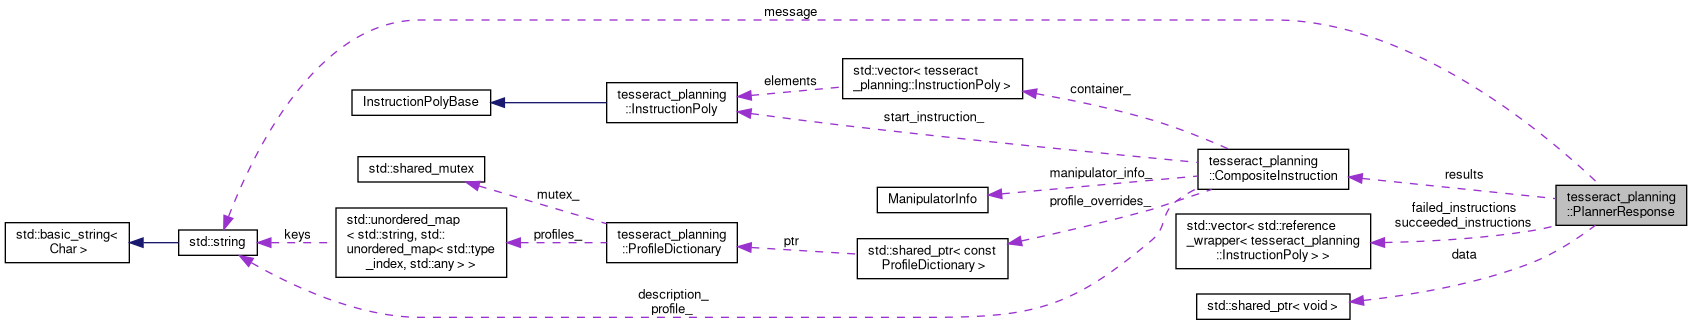 message
std::vector< tesseract
_planning::InstructionPoly >
elements
container_
InstructionPolyBase
tesseract_planning
::InstructionPoly
start_instruction_
tesseract_planning
::CompositeInstruction
std::shared_mutex
mutex_
manipulator_info_
ManipulatorInfo
profile_overrides_
results
tesseract_planning
::PlannerResponse
failed_instructions
succeeded_instructions
std::basic_string<
Char >
std::string
keys
std::unordered_map
< std::string, std::
unordered_map< std::type
_index, std::any > >
profiles_
tesseract_planning
::ProfileDictionary
ptr
std::shared_ptr< const
ProfileDictionary >
std::vector< std::reference
_wrapper< tesseract_planning
::InstructionPoly > >
data
description_
profile_
std::shared_ptr< void >